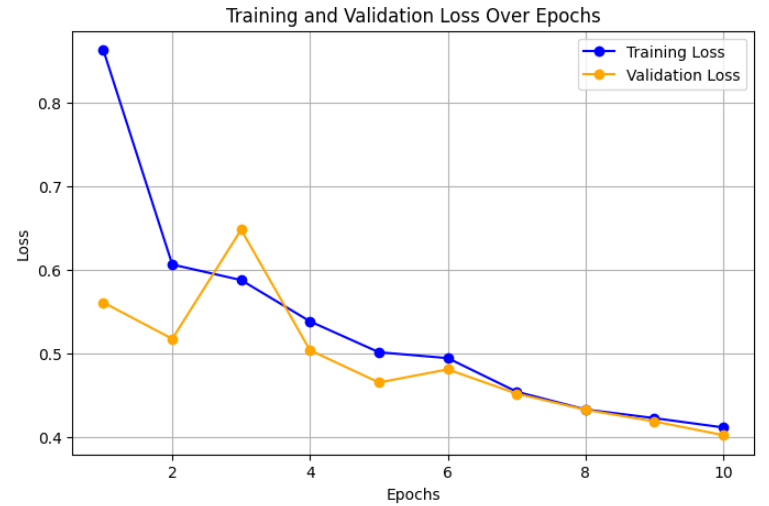 Training and Validation Loss Over Epochs
Training Loss
Validation Loss
Loss
0.8
0.7
0.6
0.5
0.4
2 4 6 8 10
Epochs